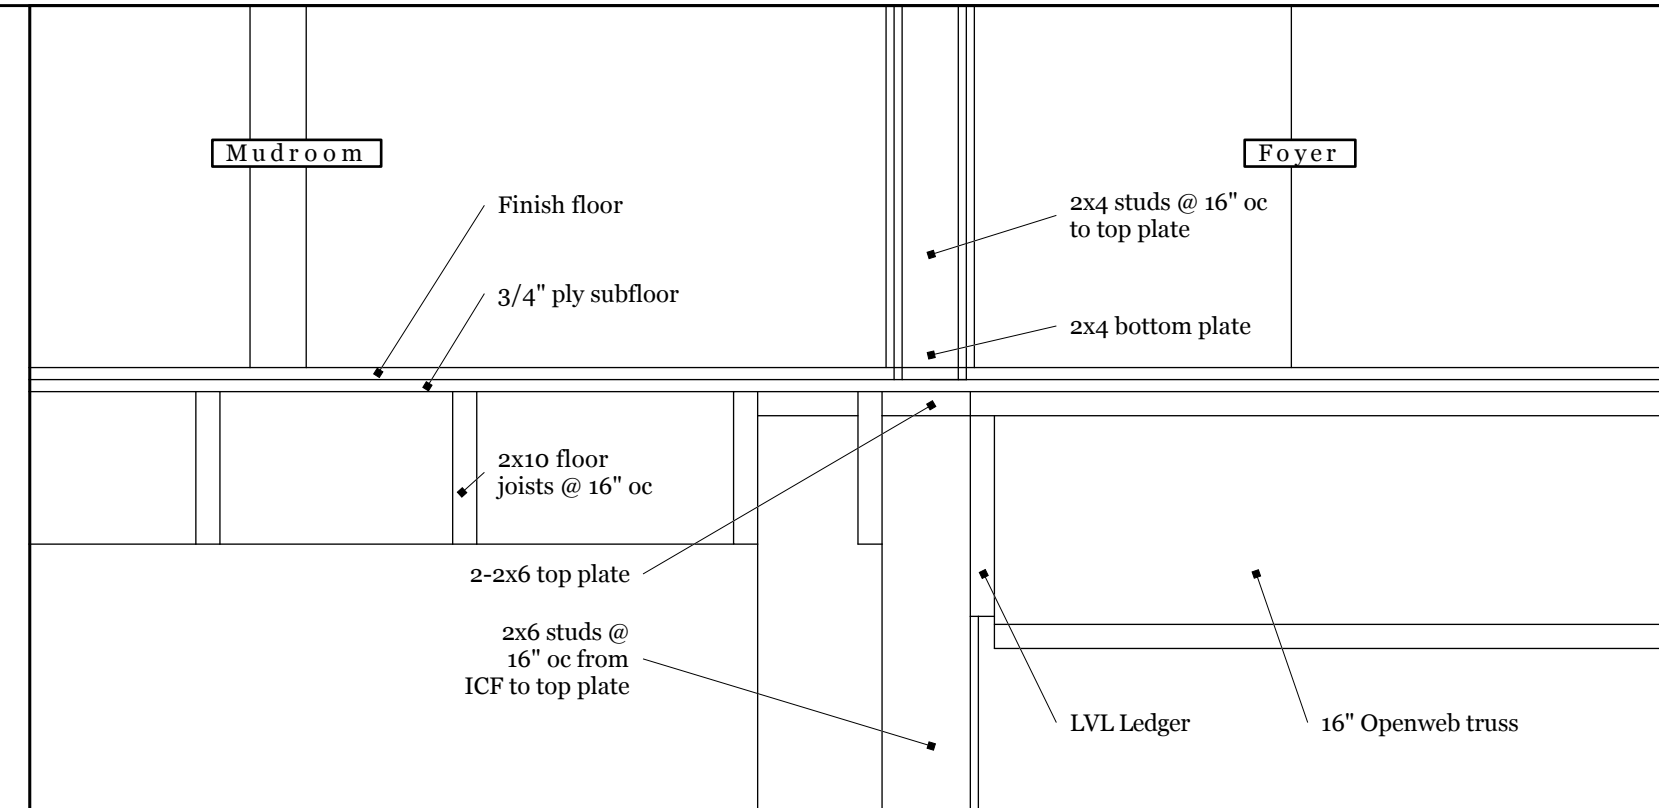 Mudroom
Foyer
Finish floor
2x4 studs @ 16" oc
to top plate
3/4" ply subfloor
2x4 bottom plate
2x10 floor
joists @ 16" oc
2-2x6 top plate
2x6 studs @
16" oc from
ICF to top plate
LVL Ledger
16" Openweb truss